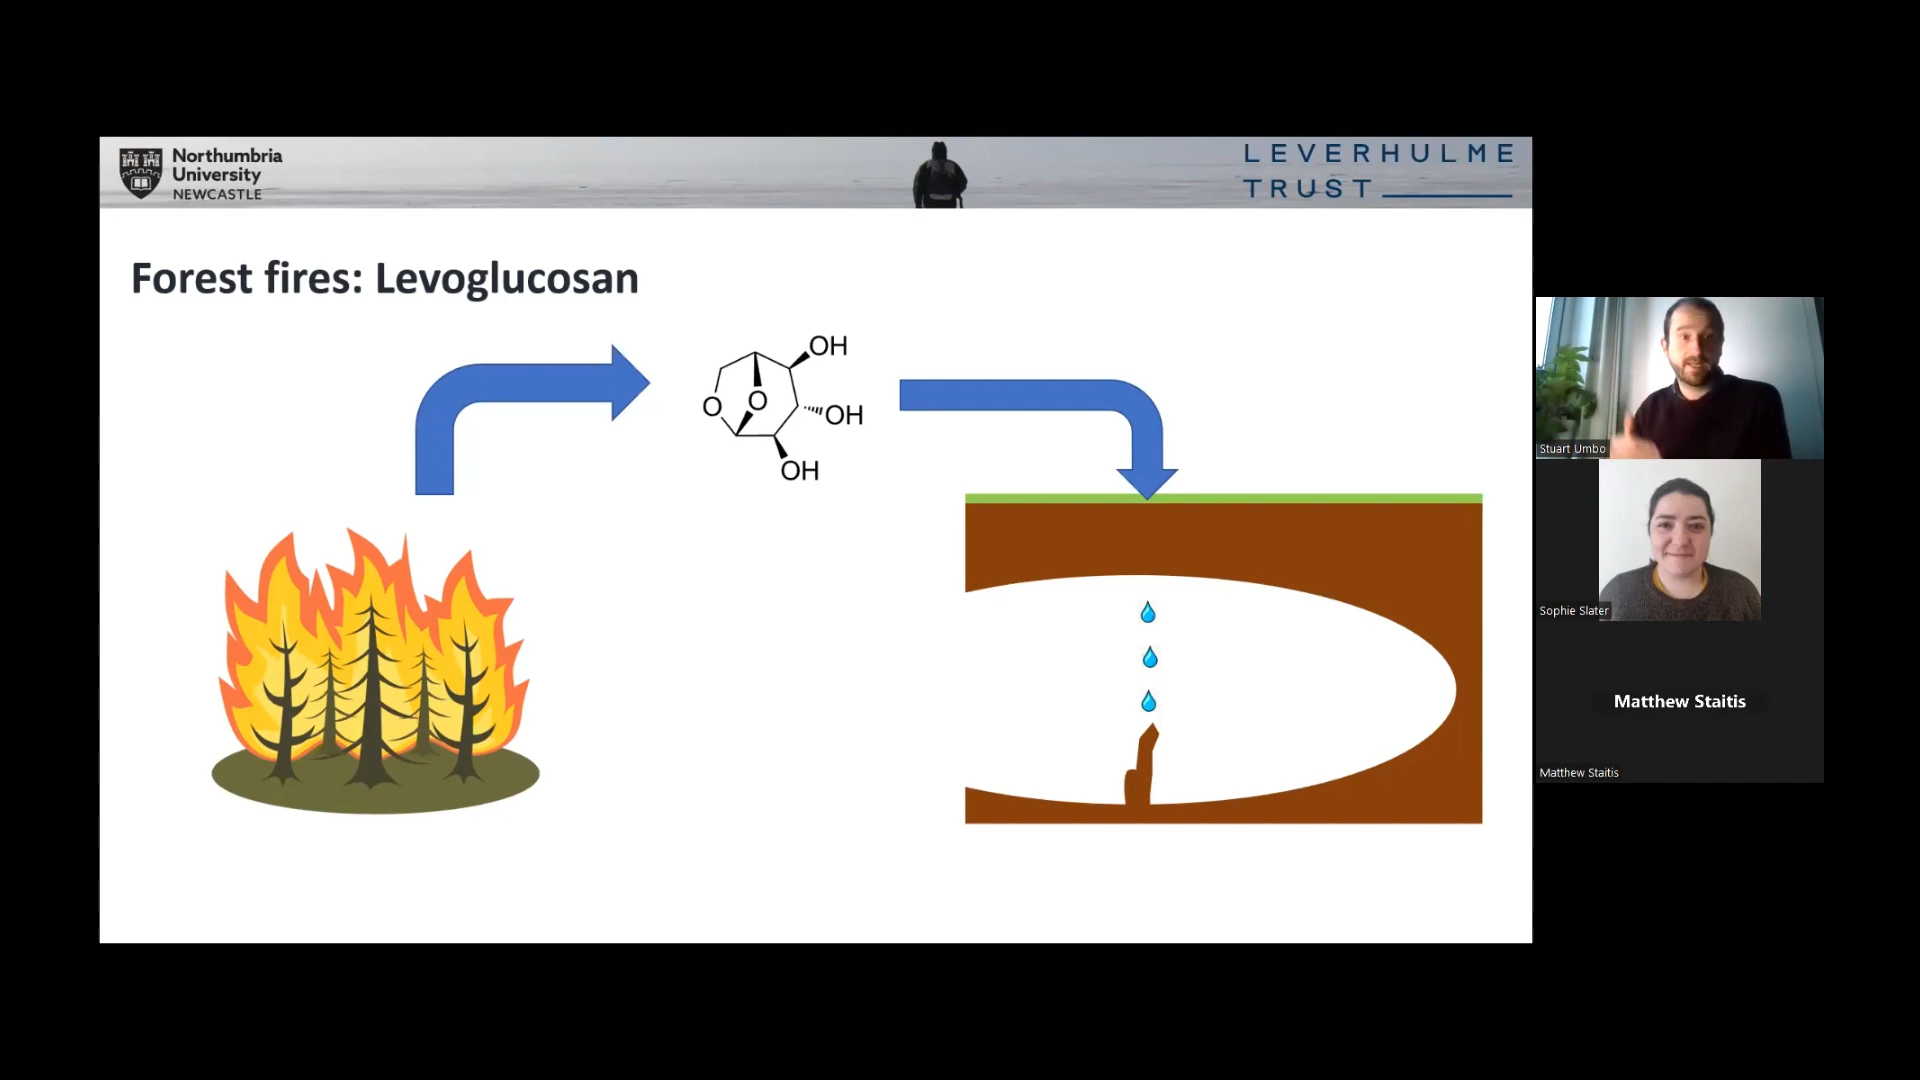 Northumbria
University
NEWCASTLE
LEVERHULME
TRUST
Forest fires: Levoglucosan
OH
O
O
OH
OH
Stuart Umbo
Sophie Slater
Matthew Staitis
Matthew Staitis